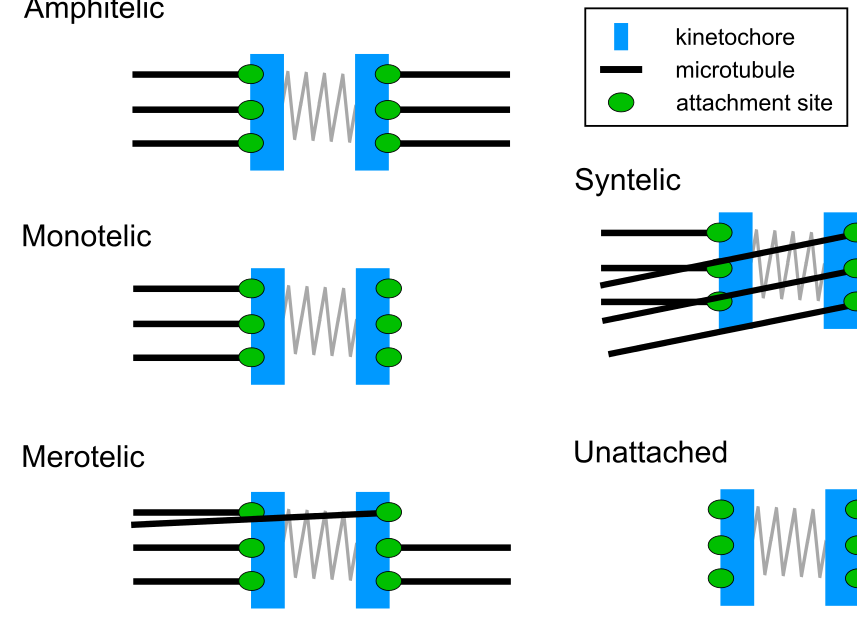 Amphitelic
kinetochore
microtubule
attachment site
Syntelic
Monotelic
Merotelic
Unattached